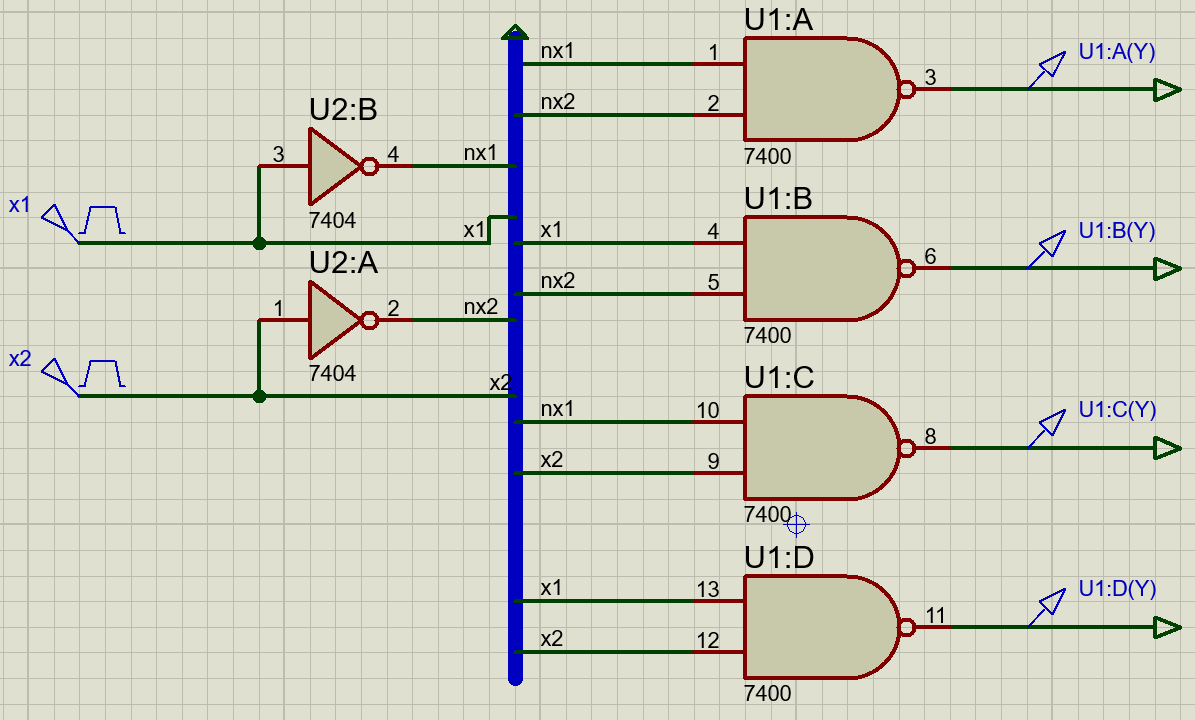 U2:B
3
4
7404
x1
nx1
x1
U2:A
1
2
7404
x2
nx2
x2
U1:A
nx1
1
nx2
2
3
U1:A(Y)
7400
U1:B
x1
4
nx2
5
6
U1:B(Y)
7400
U1:C
nx1
10
x2
9
8
U1:C(Y)
7400
U1:D
x1
13
x2
12
11
U1:D(Y)
7400